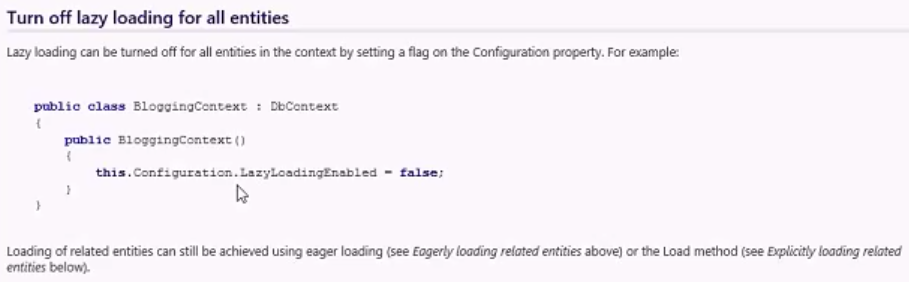 Turn off lazy loading for all entities
Lazy loading can be turned off for all entities in the context by setting a flag on the Configuration property. For example:
public class BloggingContext : DbContext
{
public BloggingContext()
{
this.Configuration.LazyLoadingEnabled = false;
}
}
Loading of related entities can still be achieved using eager loading (see Eagerly loading related entities above) or the Load method (see Explicitly loading related
entities below).